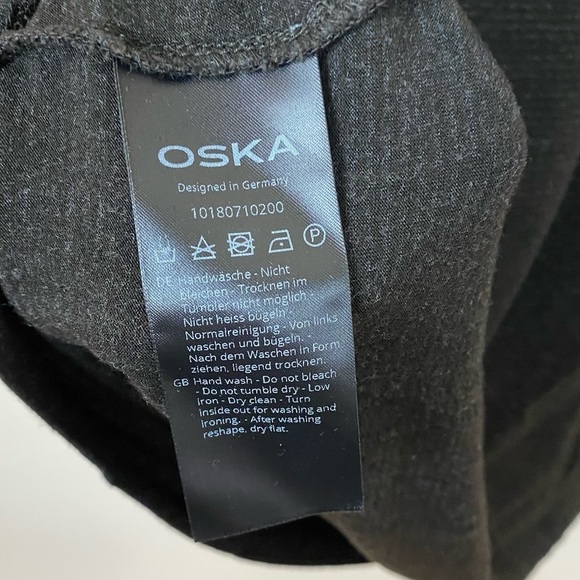 OSKA
Designed in Germany
10180710200
P
DE Handwäsche - Nicht
bleichen - Trocknen im
Tumbler nicht möglich -
Nicht heiss bügeln -
Normalreinigung - Von links
waschen und bügeln.
Nach dem Waschen in Form
ziehen, liegend trocknen.
GB Hand wash - Do not bleach
- Do not tumble dry - Low
iron - Dry clean - Turn
inside out for washing and
ironing, - After washing
reshape, dry flat.